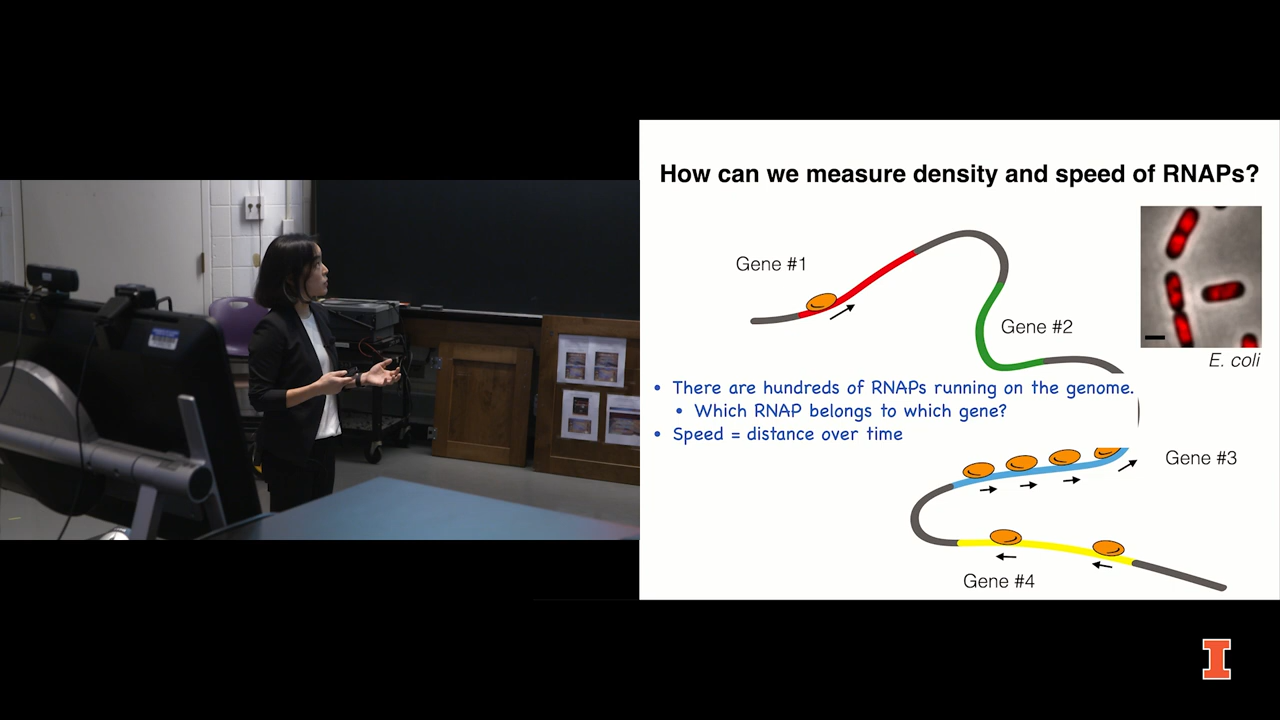 How can we measure density and speed of RNAPs?
Gene #1
Gene #2
E. coli
• There are hundreds of RNAPs running on the genome.
• Which RNAP belongs to which gene?
• Speed = distance over time
Gene #3
Gene #4
I